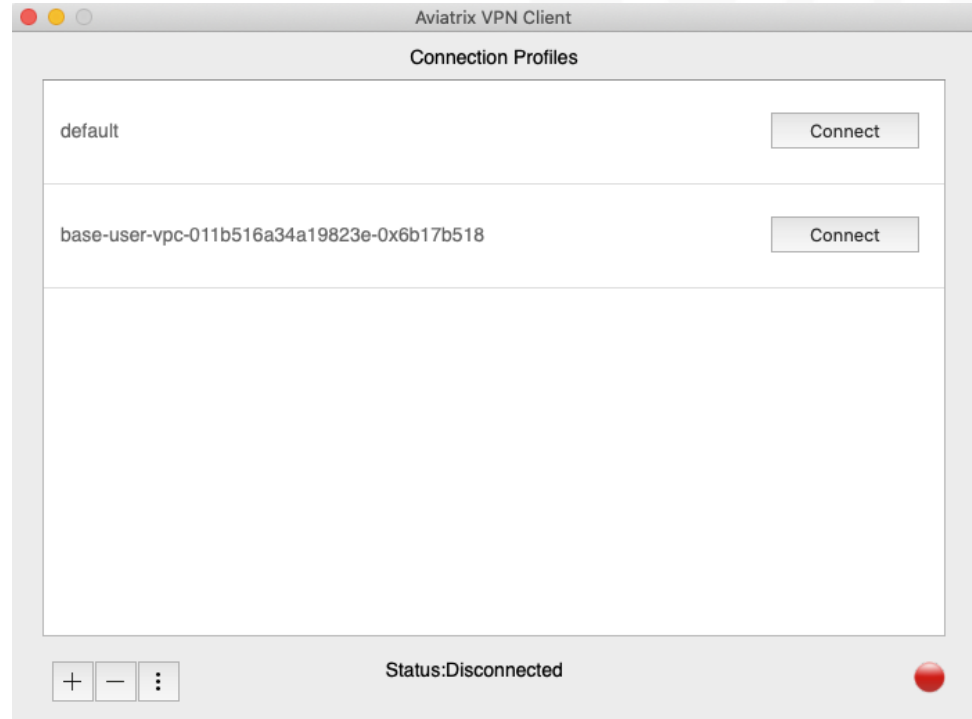 Aviatrix VPN Client
Connection Profiles
default
Connect
base-user-vpc-011b516a34a19823e-0x6b17b518
Connect
Status:Disconnected